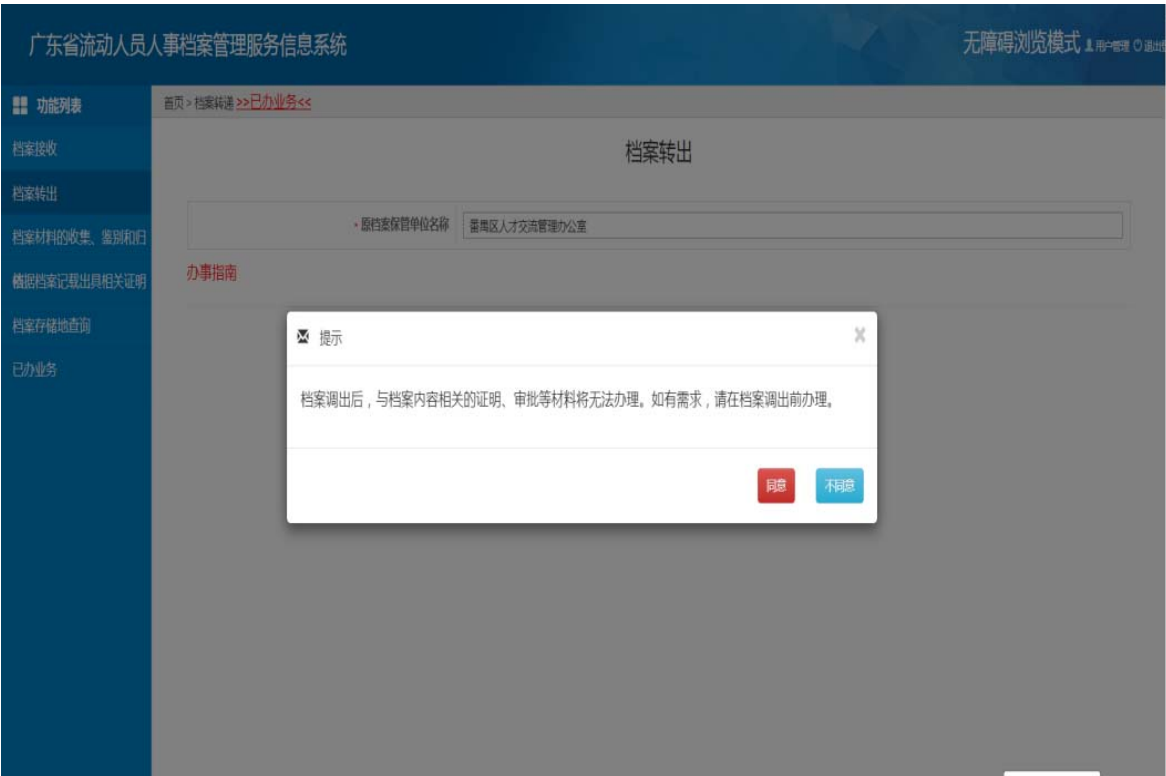 广东省流动人员人事档案管理服务信息系统
无障碍浏览模式 用户管理
功能列表
首页>档案转递 >>已办业务<<
档案接收
档案转出
档案转出
* 原档案保管单位名称 番禺区人才交流管理办公室
档案材料的收集、鉴别和归
办事指南
依据档案记载出具相关证明
档案存储地查询
已办业务
提示 ×
档案调出后，与档案内容相关的证明、审批等材料将无法办理。如有需求，请在档案调出前办理。
同意 不同意